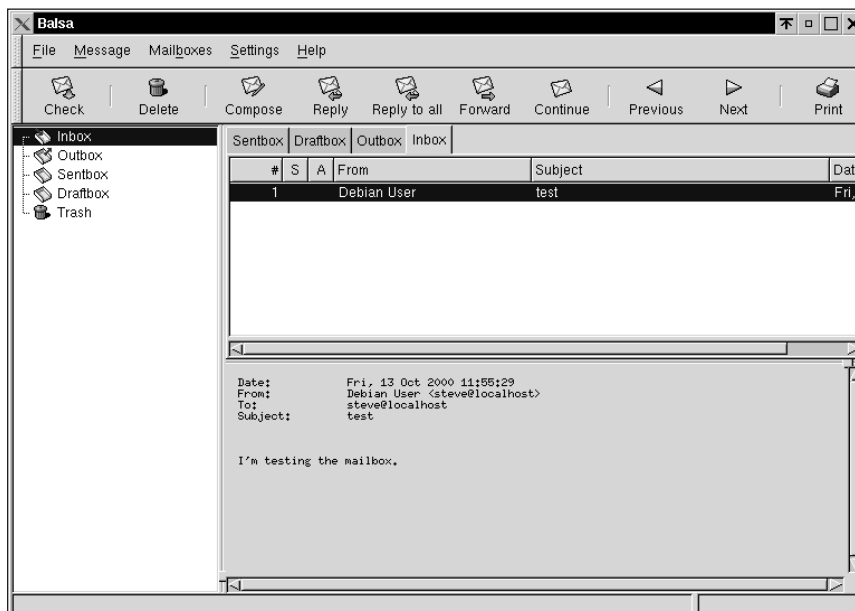 Balsa
File Message Mailboxes Settings Help
Check Delete Compose Reply Reply to all Forward Continue Previous Next Print
Inbox
Outbox
Sentbox
Draftbox
Trash
Sentbox Draftbox Outbox Inbox
# S A From Subject Dat
1 Debian User test Fri,
Date: Fri, 13 Oct 2000 11:55:29
From: Debian User <steve@localhost>
To: steve@localhost
Subject: test
I'm testing the mailbox.